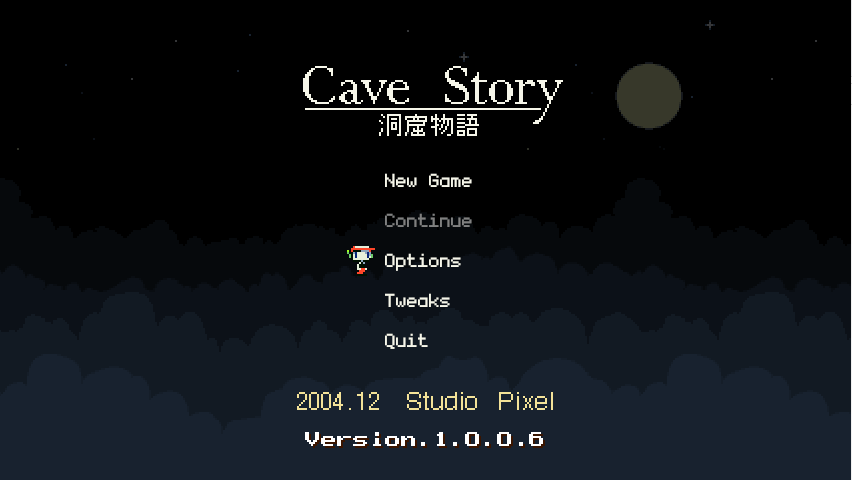 Cave Story
洞窟物語
New Game
Continue
Options
Tweaks
Quit
2004.12 Studio Pixel
Version.1.0.0.6